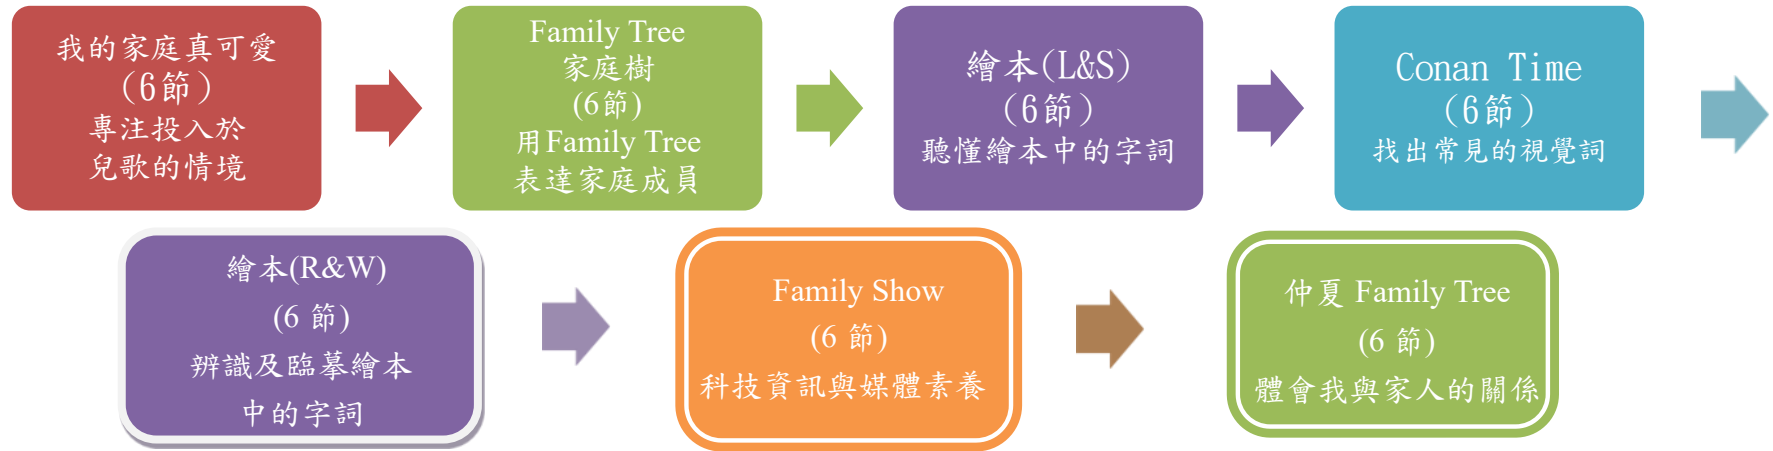 我的家庭真可愛
(6節)
專注投入於
兒歌的情境
Family Tree
家庭樹
(6節)
用Family Tree
表達家庭成員
繪本(L&S)
(6節)
聽懂繪本中的字詞
Conan Time
(6節)
找出常見的視覺詞
繪本(R&W)
(6 節)
辨識及臨摹繪本
中的字詞
Family Show
(6 節)
科技資訊與媒體素養
仲夏 Family Tree
(6 節)
體會我與家人的關係